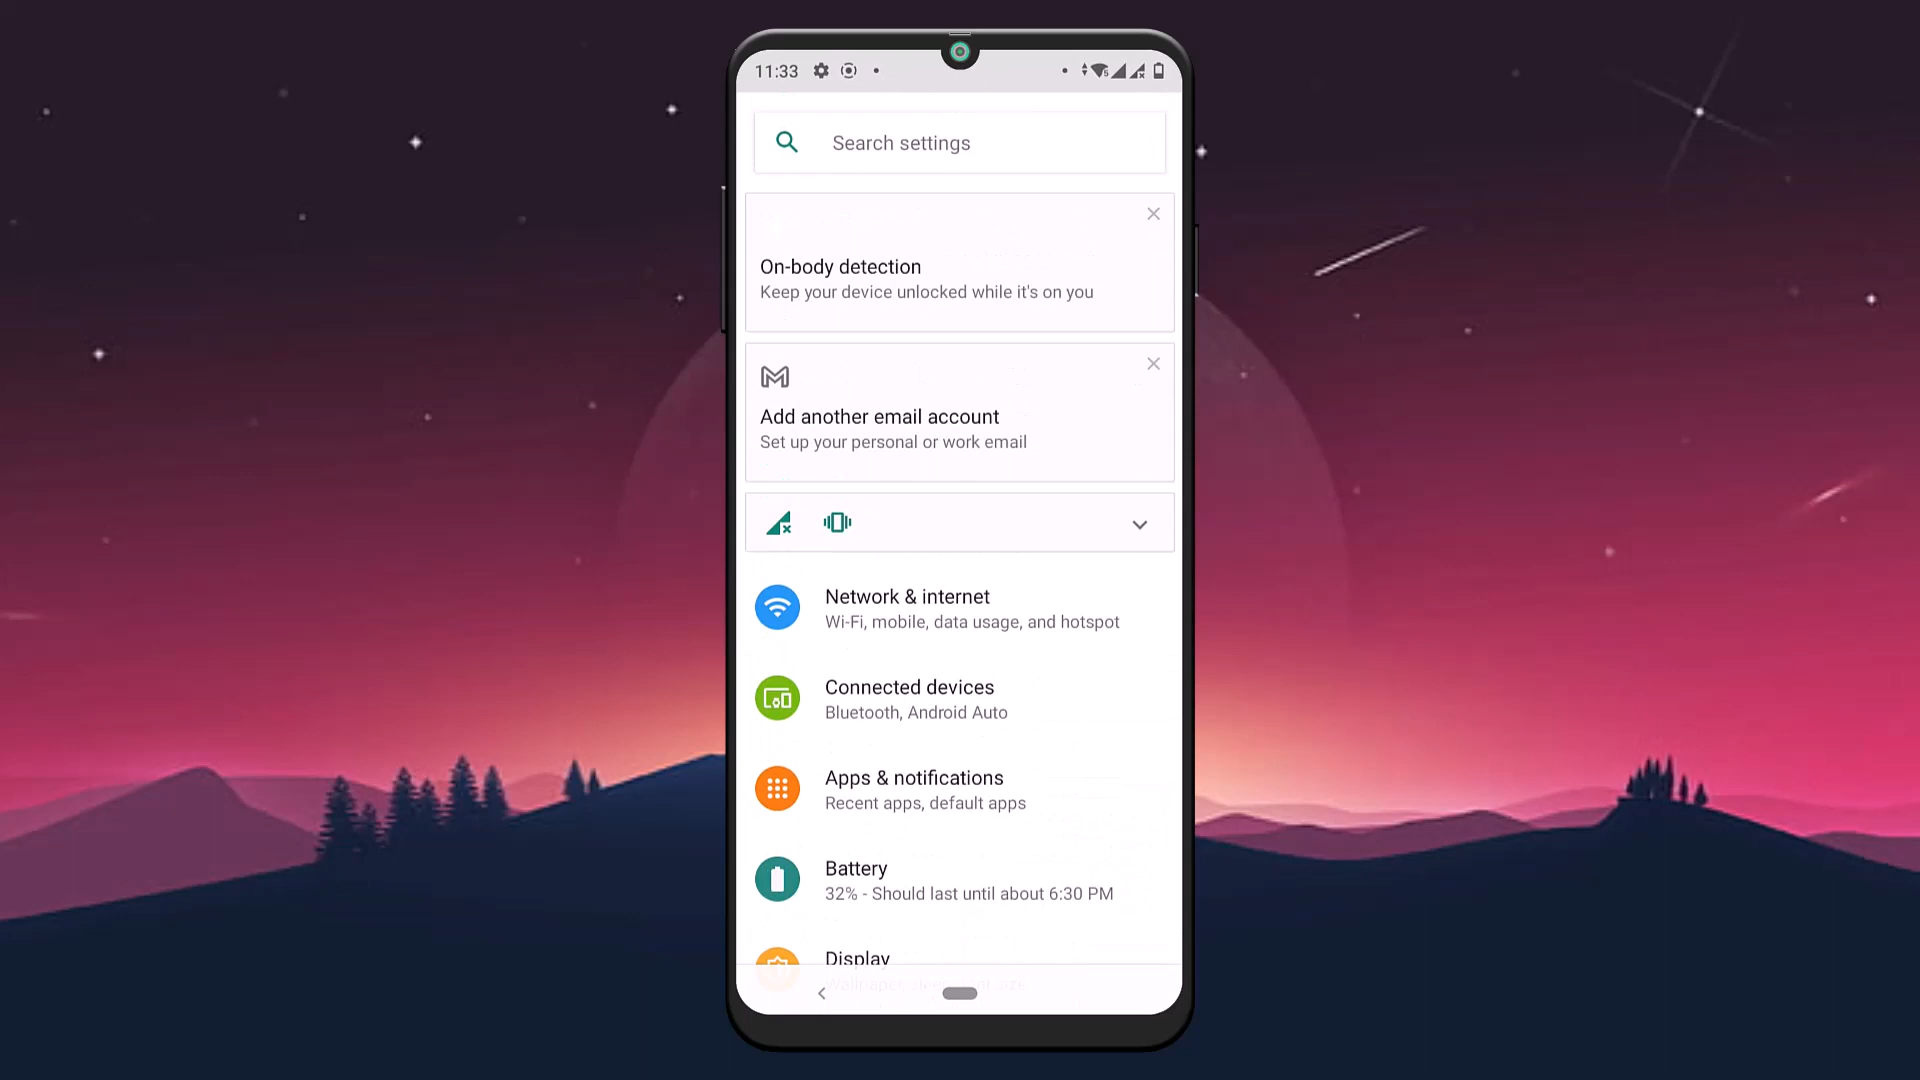 11:33
Search settings
On-body detection
Keep your device unlocked while it's on you
Add another email account
Set up your personal or work email
Network & internet
Wi-Fi, mobile, data usage, and hotspot
Connected devices
Bluetooth, Android Auto
Apps & notifications
Recent apps, default apps
Battery
32% - Should last until about 6:30 PM
Display